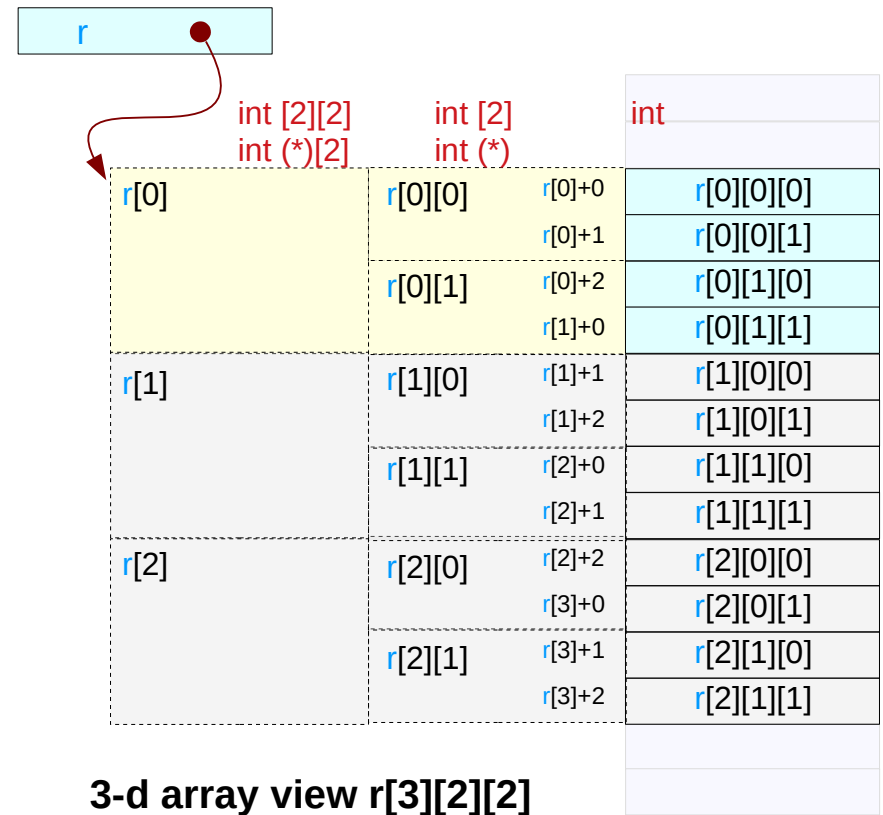 r
int [2][2] int [2] int
int (*)[2] int (*)
r[0] r[0][0] r[0]+0 r[0][0][0]
r[0]+1 r[0][0][1]
r[0][1] r[0]+2 r[0][1][0]
r[1]+0 r[0][1][1]
r[1] r[1][0] r[1]+1 r[1][0][0]
r[1]+2 r[1][0][1]
r[1][1] r[2]+0 r[1][1][0]
r[2]+1 r[1][1][1]
r[2] r[2][0] r[2]+2 r[2][0][0]
r[3]+0 r[2][0][1]
r[2][1] r[3]+1 r[2][1][0]
r[3]+2 r[2][1][1]
3-d array view r[3][2][2]